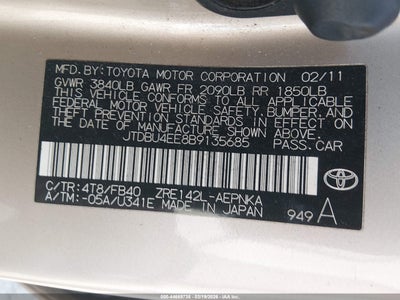 MFD.BY:TOYOTA MOTOR CORPORATION 02/11
GVWR 3840LB GAWR FR 2090LB RR 1850LB
THIS VEHICLE CONFORMS TO ALL APPLICABLE
FEDERAL MOTOR VEHICLE SAFETY, BUMPER, AND
THEFT PREVENTION STANDARDS IN EFFECT ON
THE DATE OF MANUFACTURE SHOWN ABOVE.
JTDBU4EE8B9135685 PASS.CAR
C/TR:4T8/FB40 ZRE142L-AEPNKA
A/TM:-05A/U341E MADE IN JAPAN 949 A
TOYOTA